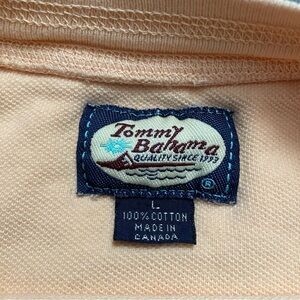 Tommy
Bahama
QUALITY SINCE 1993
®
L
100% COTTON
MADE IN
CANADA